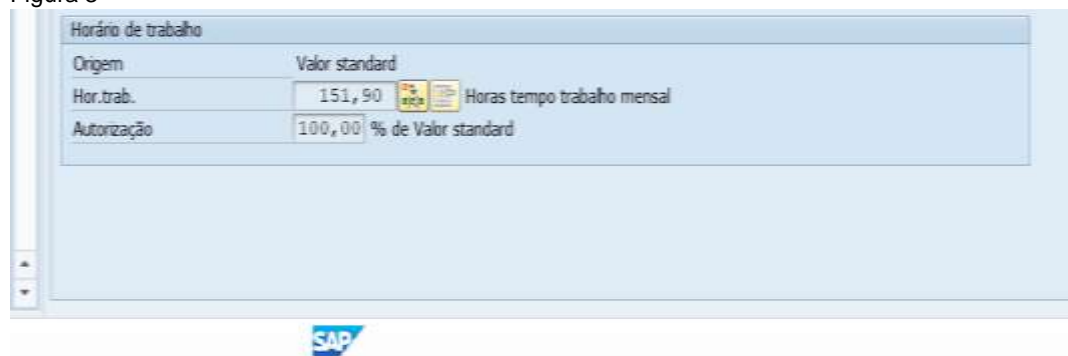 Horário de trabalho
Origem Valor standard
Hor.trab. 151,90 Horas tempo trabalho mensal
Autorização 100,00 % de Valor standard
SAP